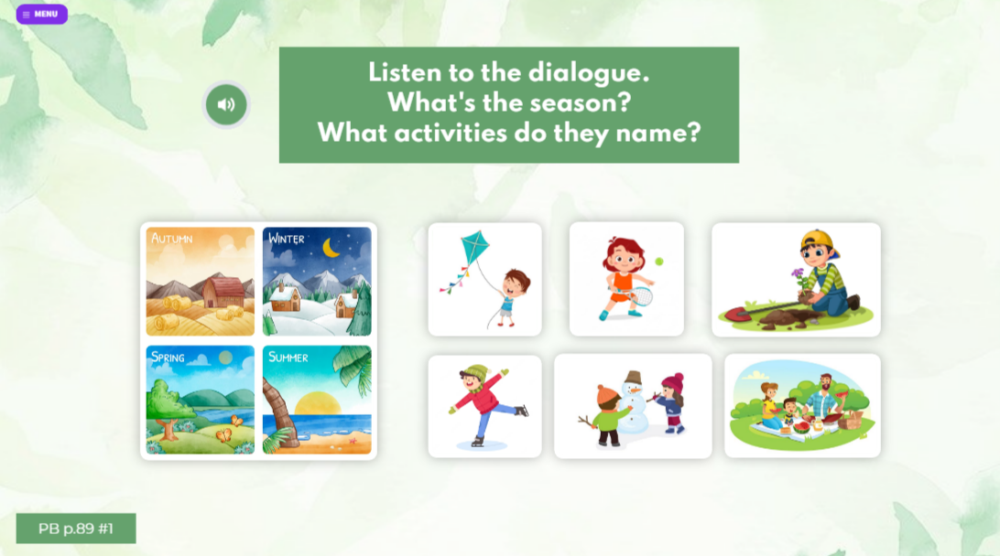 MENU
Listen to the dialogue.
What's the season?
What activities do they name?
AUTUMN
WINTER
SPRING
SUMMER
PB p.89 #1